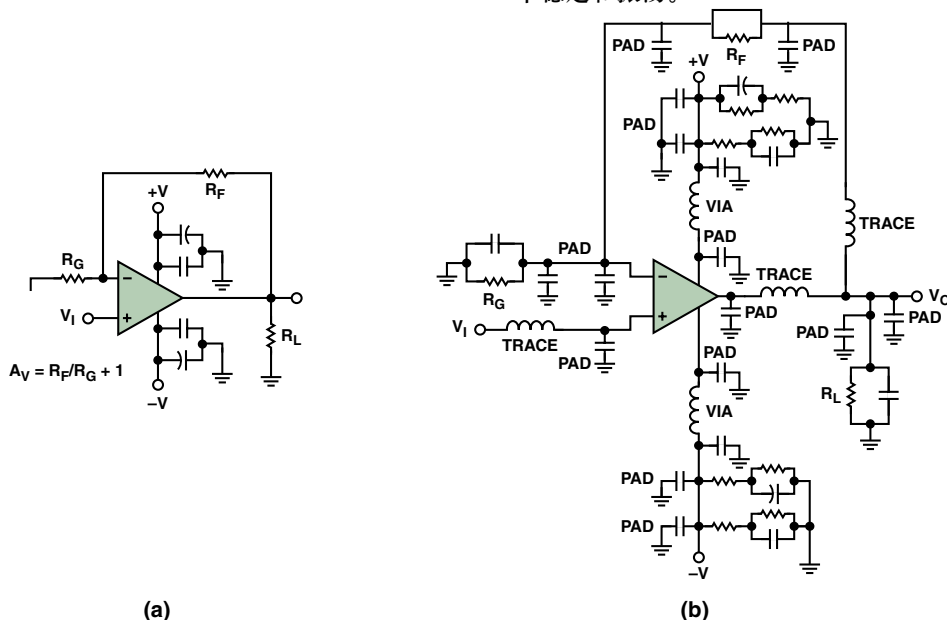 PAD
R_F
PAD
+V
PAD
R_F
+V
VIA
TRACE
R_G
PAD
PAD
TRACE
R_G
V_I
TRACE
PAD
V_O
PAD
PAD
PAD
V_I
R_L
A_V = R_F/R_G + 1
–V
PAD
VIA
R_L
PAD
PAD
–V
(a)
(b)